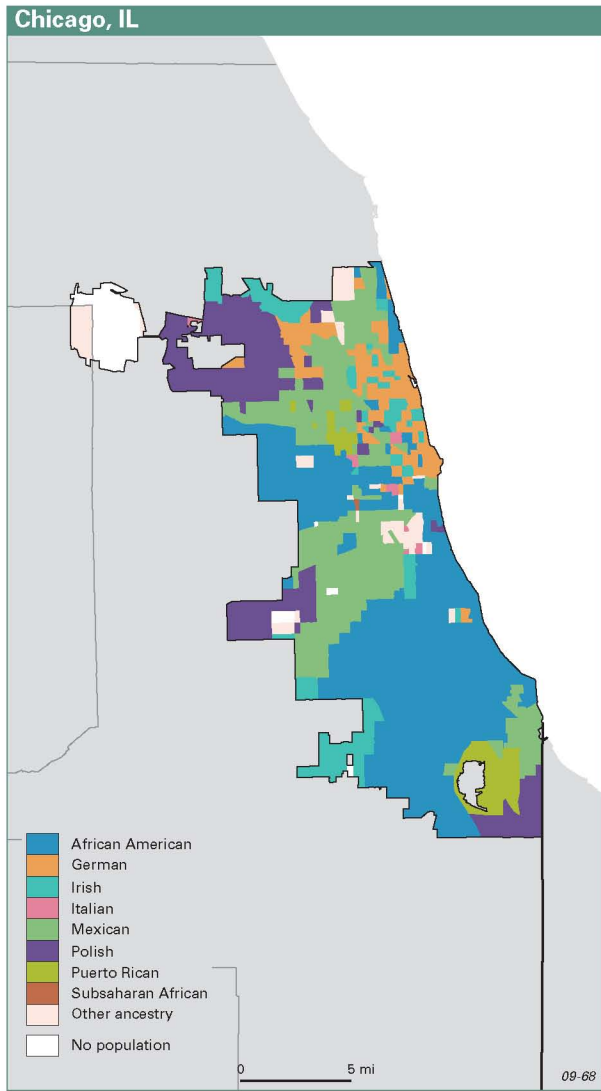 Chicago, IL
African American
German
Irish
Italian
Mexican
Polish
Puerto Rican
Subsaharan African
Other ancestry
No population
0 5 mi
09-68